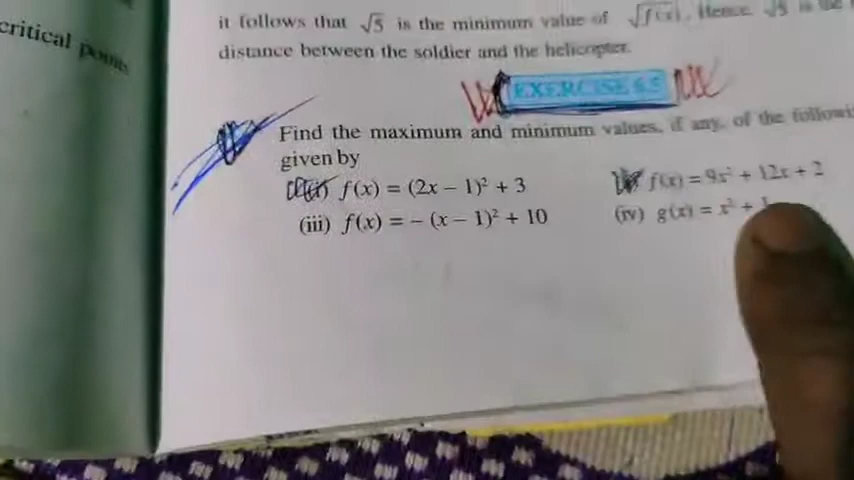 critical points
it follows that √5 is the minimum value of √f(x). Hence, √5 is the
distance between the soldier and the helicopter.
EXERCISE 6.5
Find the maximum and minimum values, if any, of the following
given by
f(x) = (2x – 1)² + 3
f(x) = 9x² + 12x + 2
(iii) f(x) = – (x – 1)² + 10
(iv) g(x) = x³ +